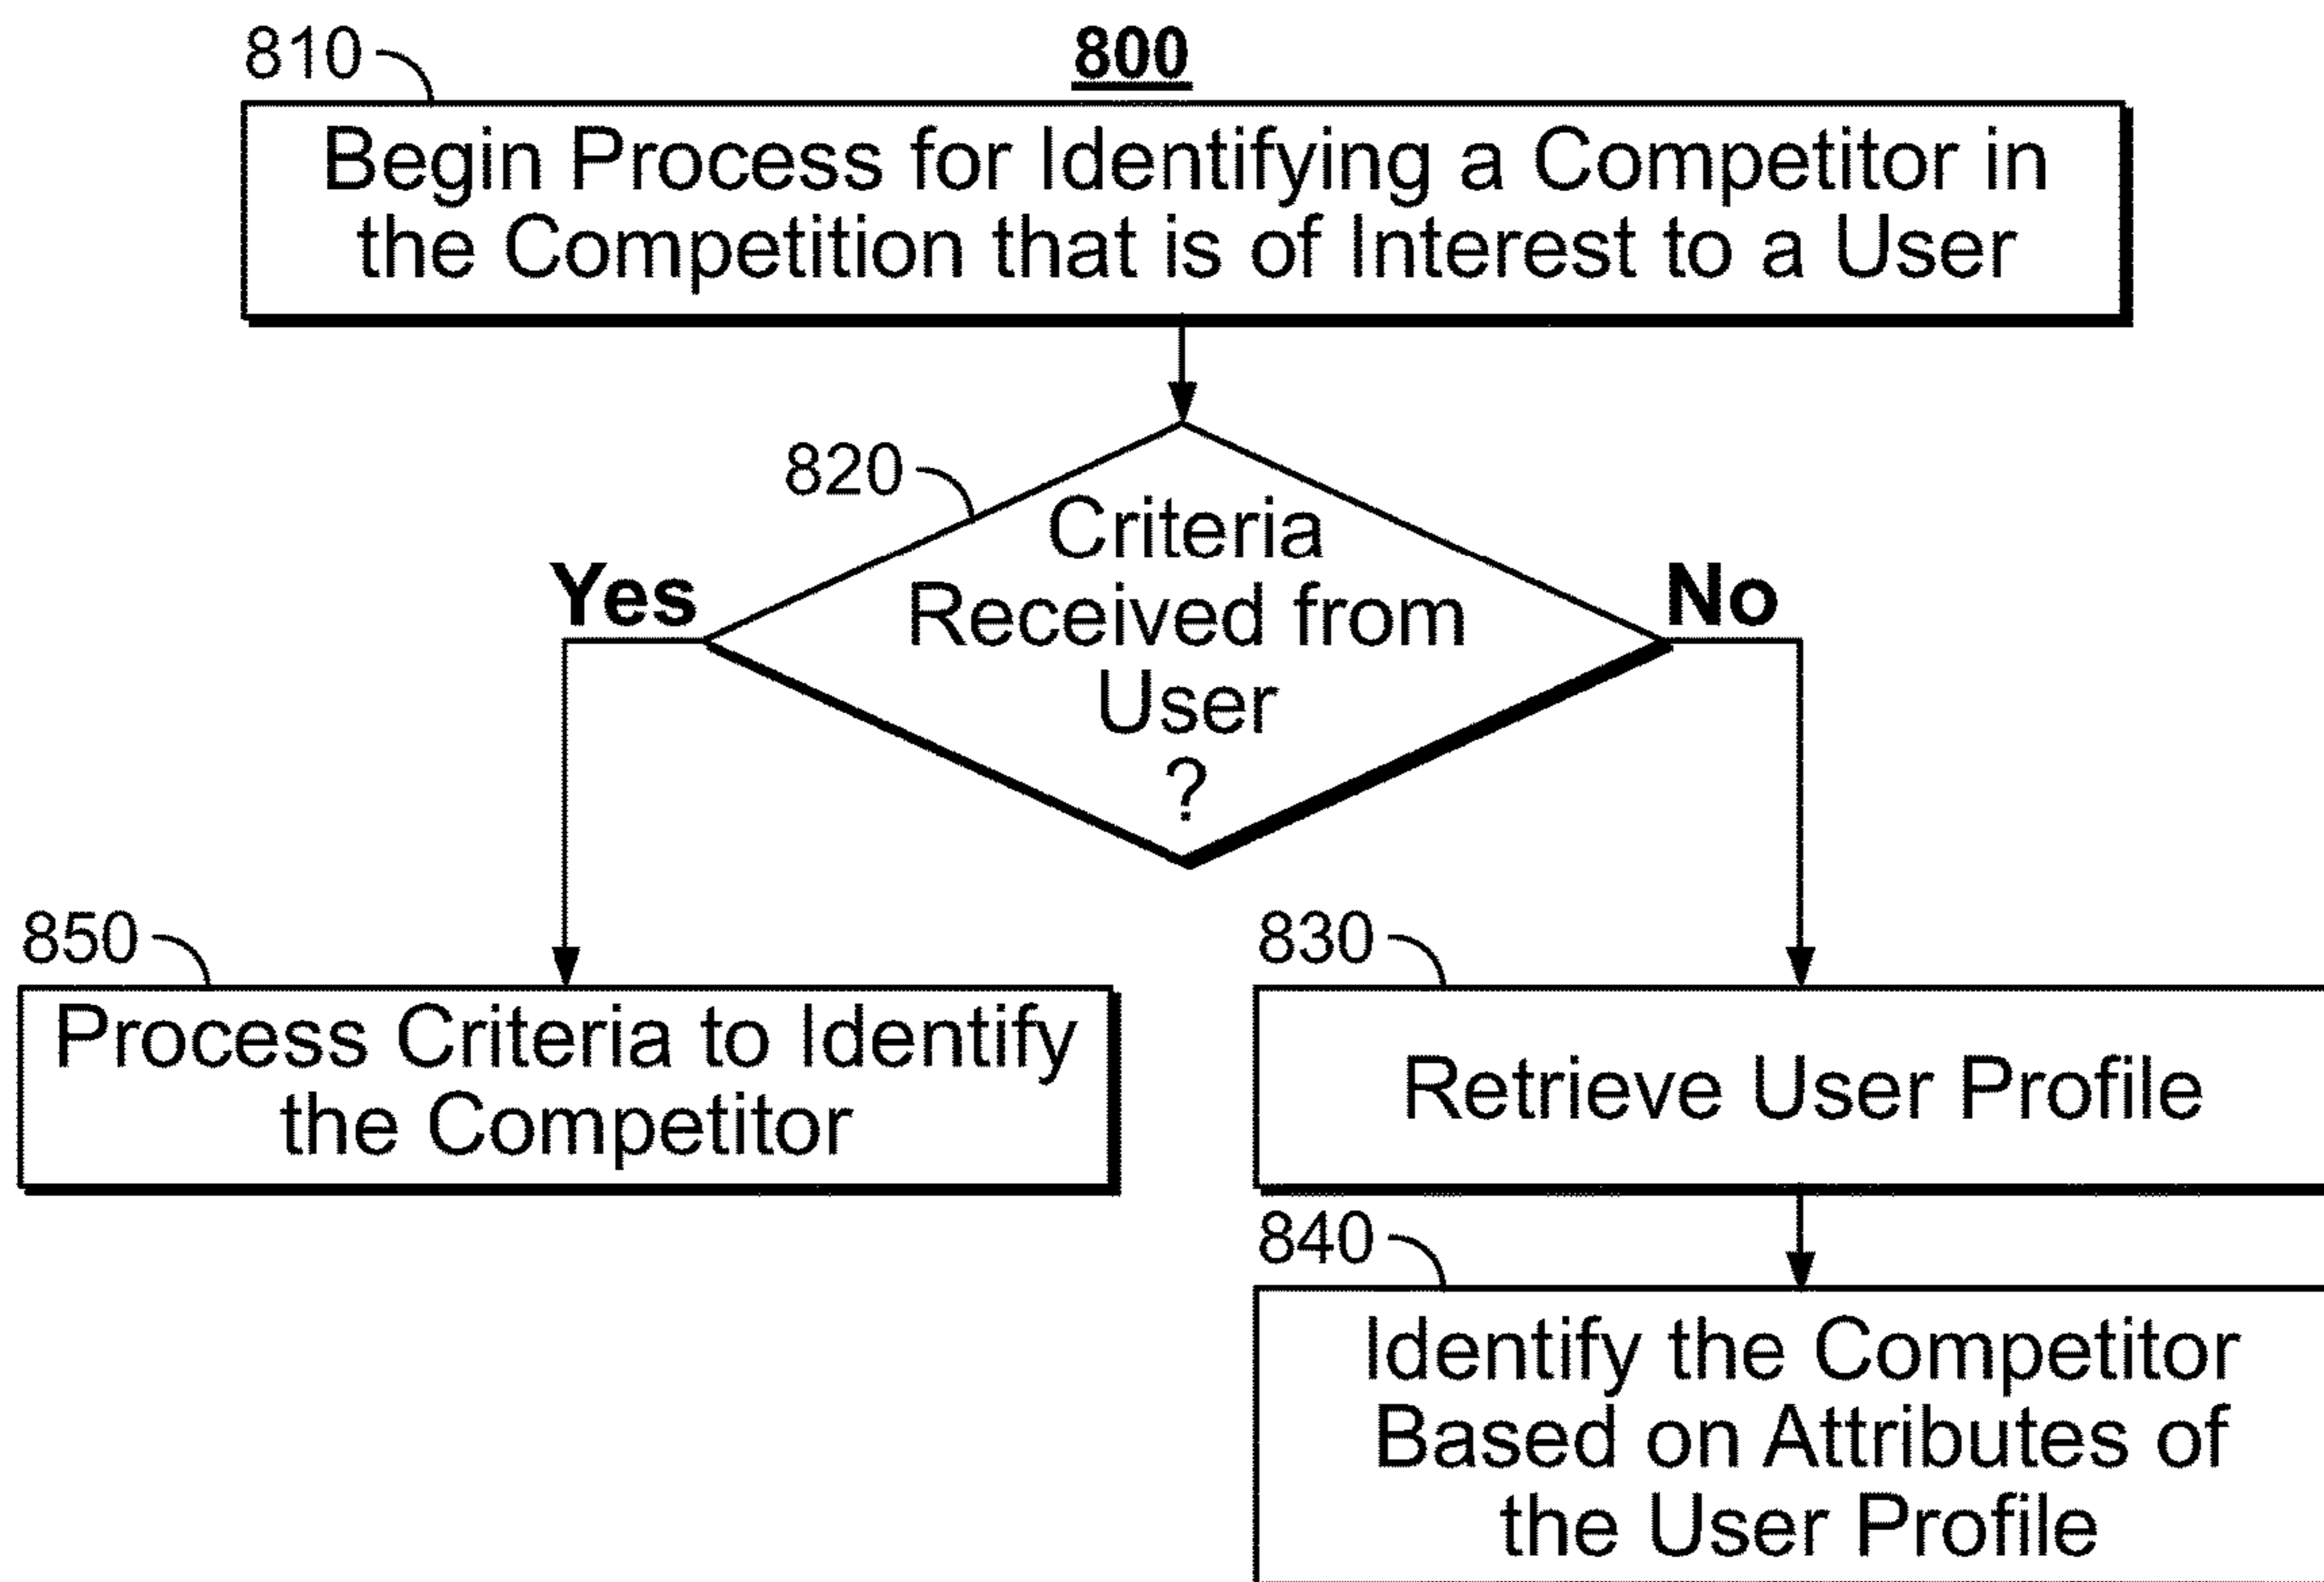 800
810
Begin Process for Identifying a Competitor in
the Competition that is of Interest to a User
820
Criteria
Received from
User
?
Yes
No
850
Process Criteria to Identify
the Competitor
830
Retrieve User Profile
840
Identify the Competitor
Based on Attributes of
the User Profile